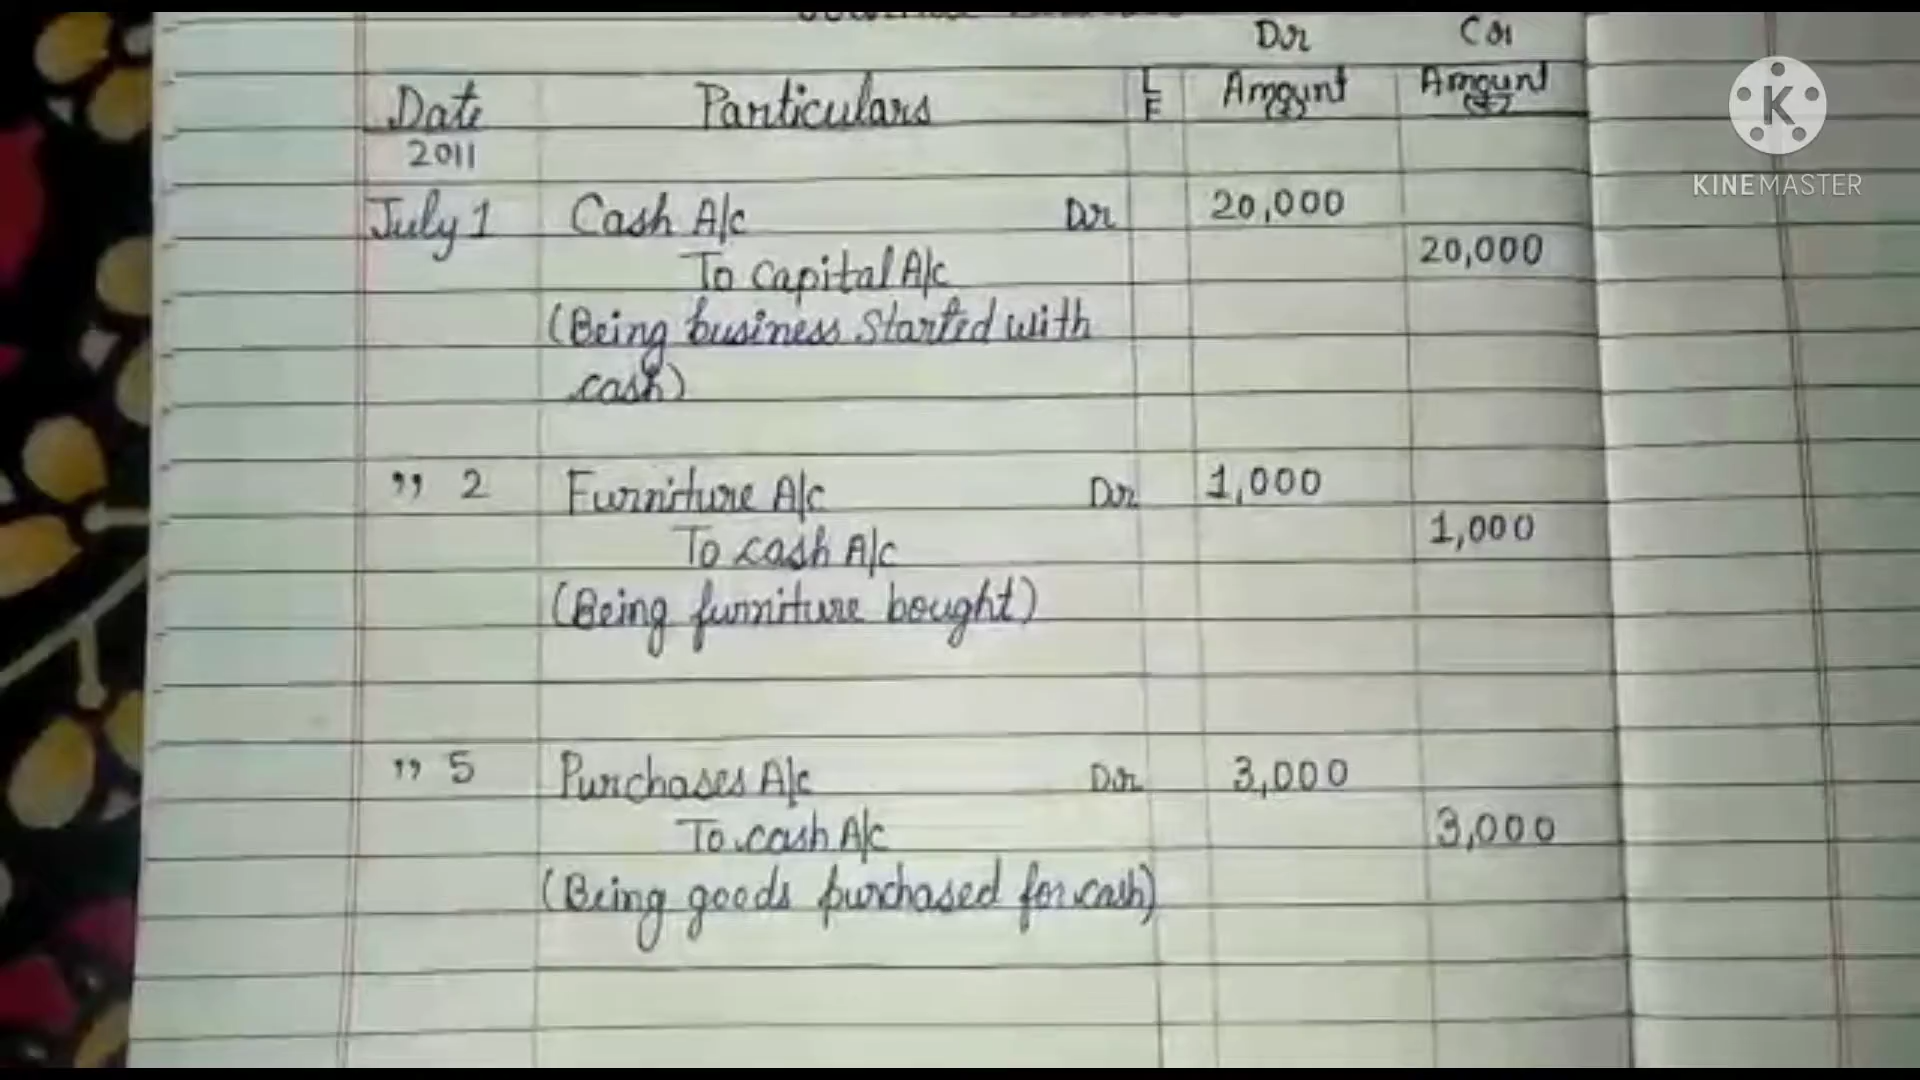 Dr Cr
Date Particulars L F Amount (₹) Amount (₹)
2011
July 1 Cash A/c Dr 20,000
To Capital A/c 20,000
(Being business started with
cash)
" 2 Furniture A/c Dr 1,000
To cash A/c 1,000
(Being furniture bought)
" 5 Purchases A/c Dr 3,000
To cash A/c 3,000
(Being goods purchased for cash)
K
KINEMASTER